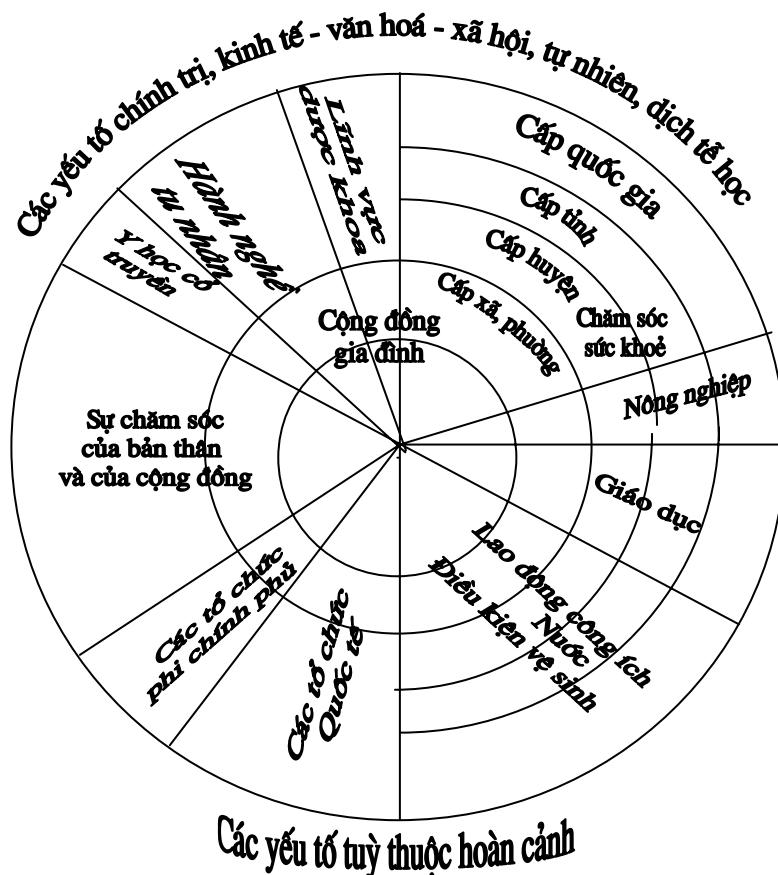 Các yếu tố chính trị, kinh tế - văn hoá - xã hội, tự nhiên, dịch tễ học
Lĩnh vực
dược khoa
Hành nghề
tư nhân
Y học cổ
truyền
Cấp quốc gia
Cấp tỉnh
Cấp huyện
Cấp xã, phường
Chăm sóc
sức khoẻ
Cộng đồng
gia đình
Nông nghiệp
Sự chăm sóc
của bản thân
và của cộng đồng
Giáo dục
Lao động công ích
Nước
Điều kiện vệ sinh
Các tổ chức
phi chính phủ
Các tổ chức
Quốc tế
Các yếu tố tuỳ thuộc hoàn cảnh